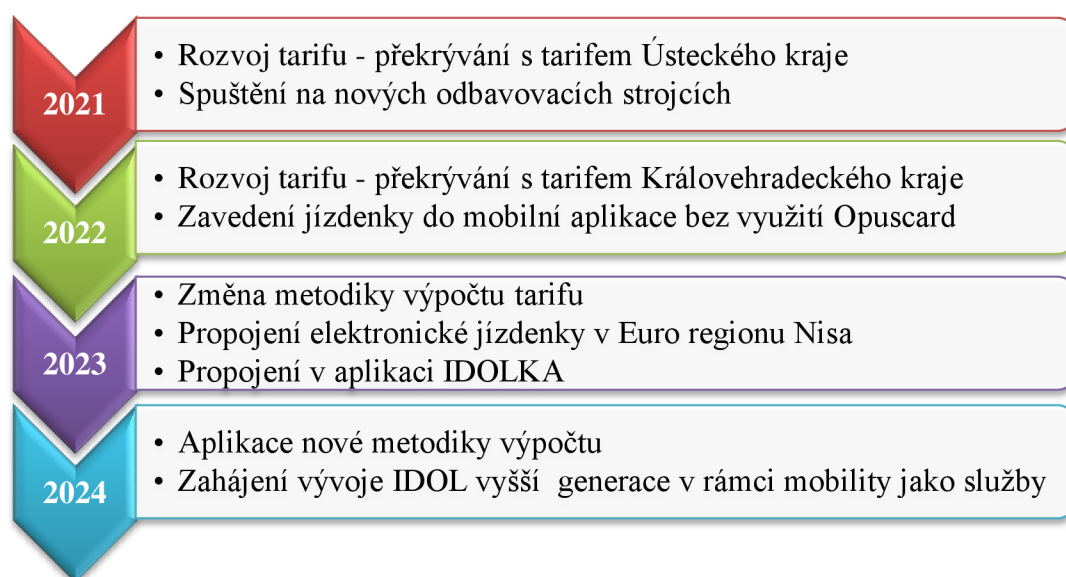 2021
• Rozvoj tarifu - překrývání s tarifem Ústeckého kraje
• Spuštění na nových odbavovacích strojcích
2022
• Rozvoj tarifu - překrývání s tarifem Královehradeckého kraje
• Zavedení jízdenky do mobilní aplikace bez využití Opuscard
2023
• Změna metodiky výpočtu tarifu
• Propojení elektronické jízdenky v Euro regionu Nisa
• Propojení v aplikaci IDOLKA
2024
• Aplikace nové metodiky výpočtu
• Zahájení vývoje IDOL vyšší  generace v rámci mobility jako služby